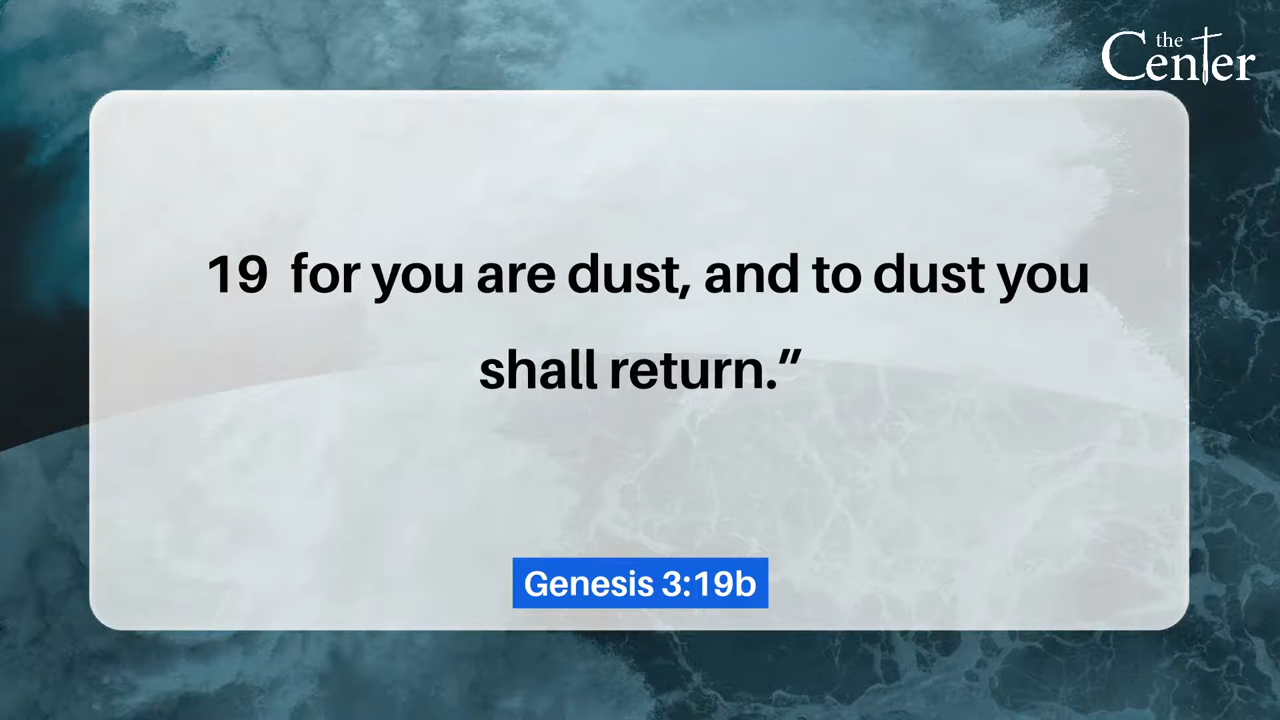 the
Center
19 for you are dust, and to dust you
shall return.”
Genesis 3:19b